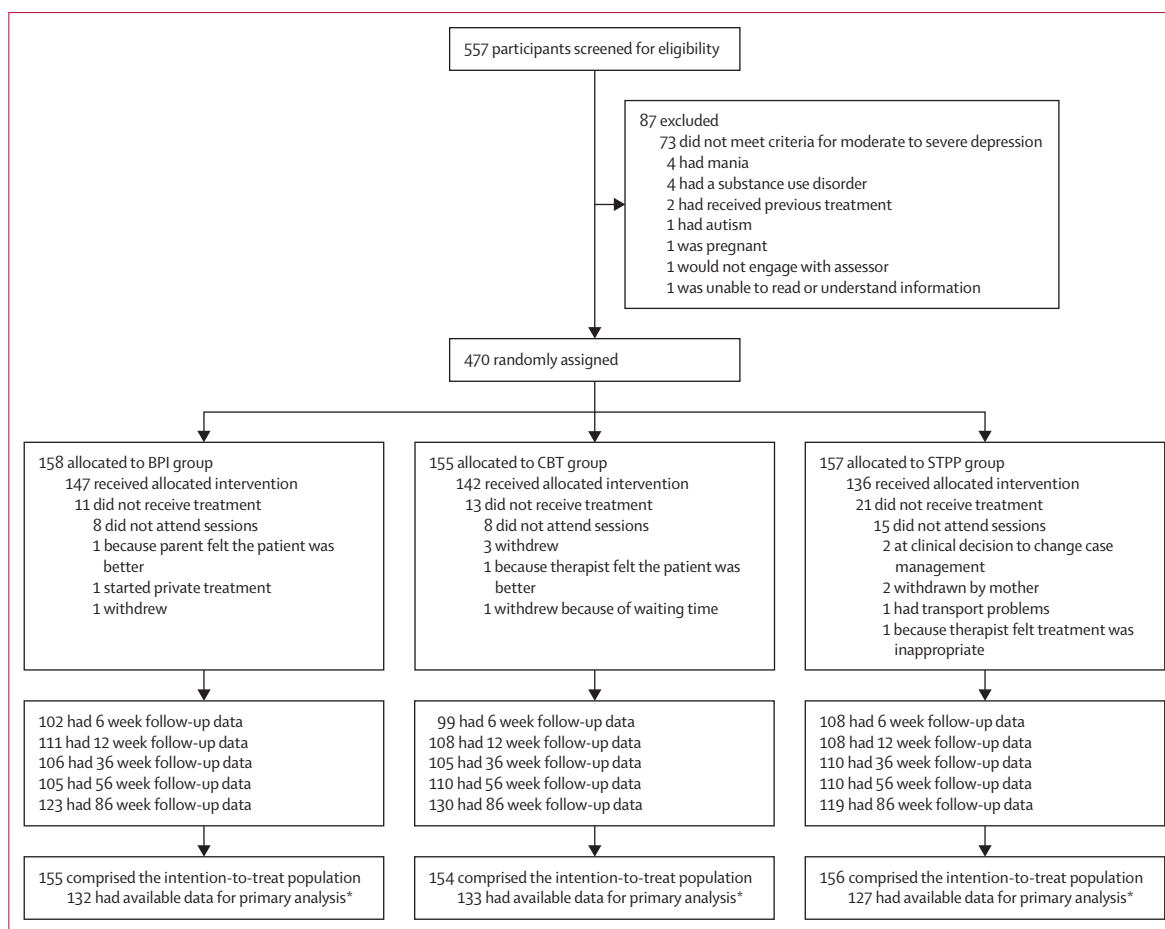 557 participants screened for eligibility
87 excluded
73 did not meet criteria for moderate to severe depression
4 had mania
4 had a substance use disorder
2 had received previous treatment
1 had autism
1 was pregnant
1 would not engage with assessor
1 was unable to read or understand information
470 randomly assigned
158 allocated to BPI group
147 received allocated intervention
11 did not receive treatment
8 did not attend sessions
1 because parent felt the patient was
better
1 started private treatment
1 withdrew
155 allocated to CBT group
142 received allocated intervention
13 did not receive treatment
8 did not attend sessions
3 withdrew
1 because therapist felt the patient was
better
1 withdrew because of waiting time
157 allocated to STPP group
136 received allocated intervention
21 did not receive treatment
15 did not attend sessions
2 at clinical decision to change case
management
2 withdrawn by mother
1 had transport problems
1 because therapist felt treatment was
inappropriate
102 had 6 week follow-up data
111 had 12 week follow-up data
106 had 36 week follow-up data
105 had 56 week follow-up data
123 had 86 week follow-up data
99 had 6 week follow-up data
108 had 12 week follow-up data
105 had 36 week follow-up data
110 had 56 week follow-up data
130 had 86 week follow-up data
108 had 6 week follow-up data
108 had 12 week follow-up data
110 had 36 week follow-up data
110 had 56 week follow-up data
119 had 86 week follow-up data
155 comprised the intention-to-treat population
132 had available data for primary analysis*
154 comprised the intention-to-treat population
133 had available data for primary analysis*
156 comprised the intention-to-treat population
127 had available data for primary analysis*